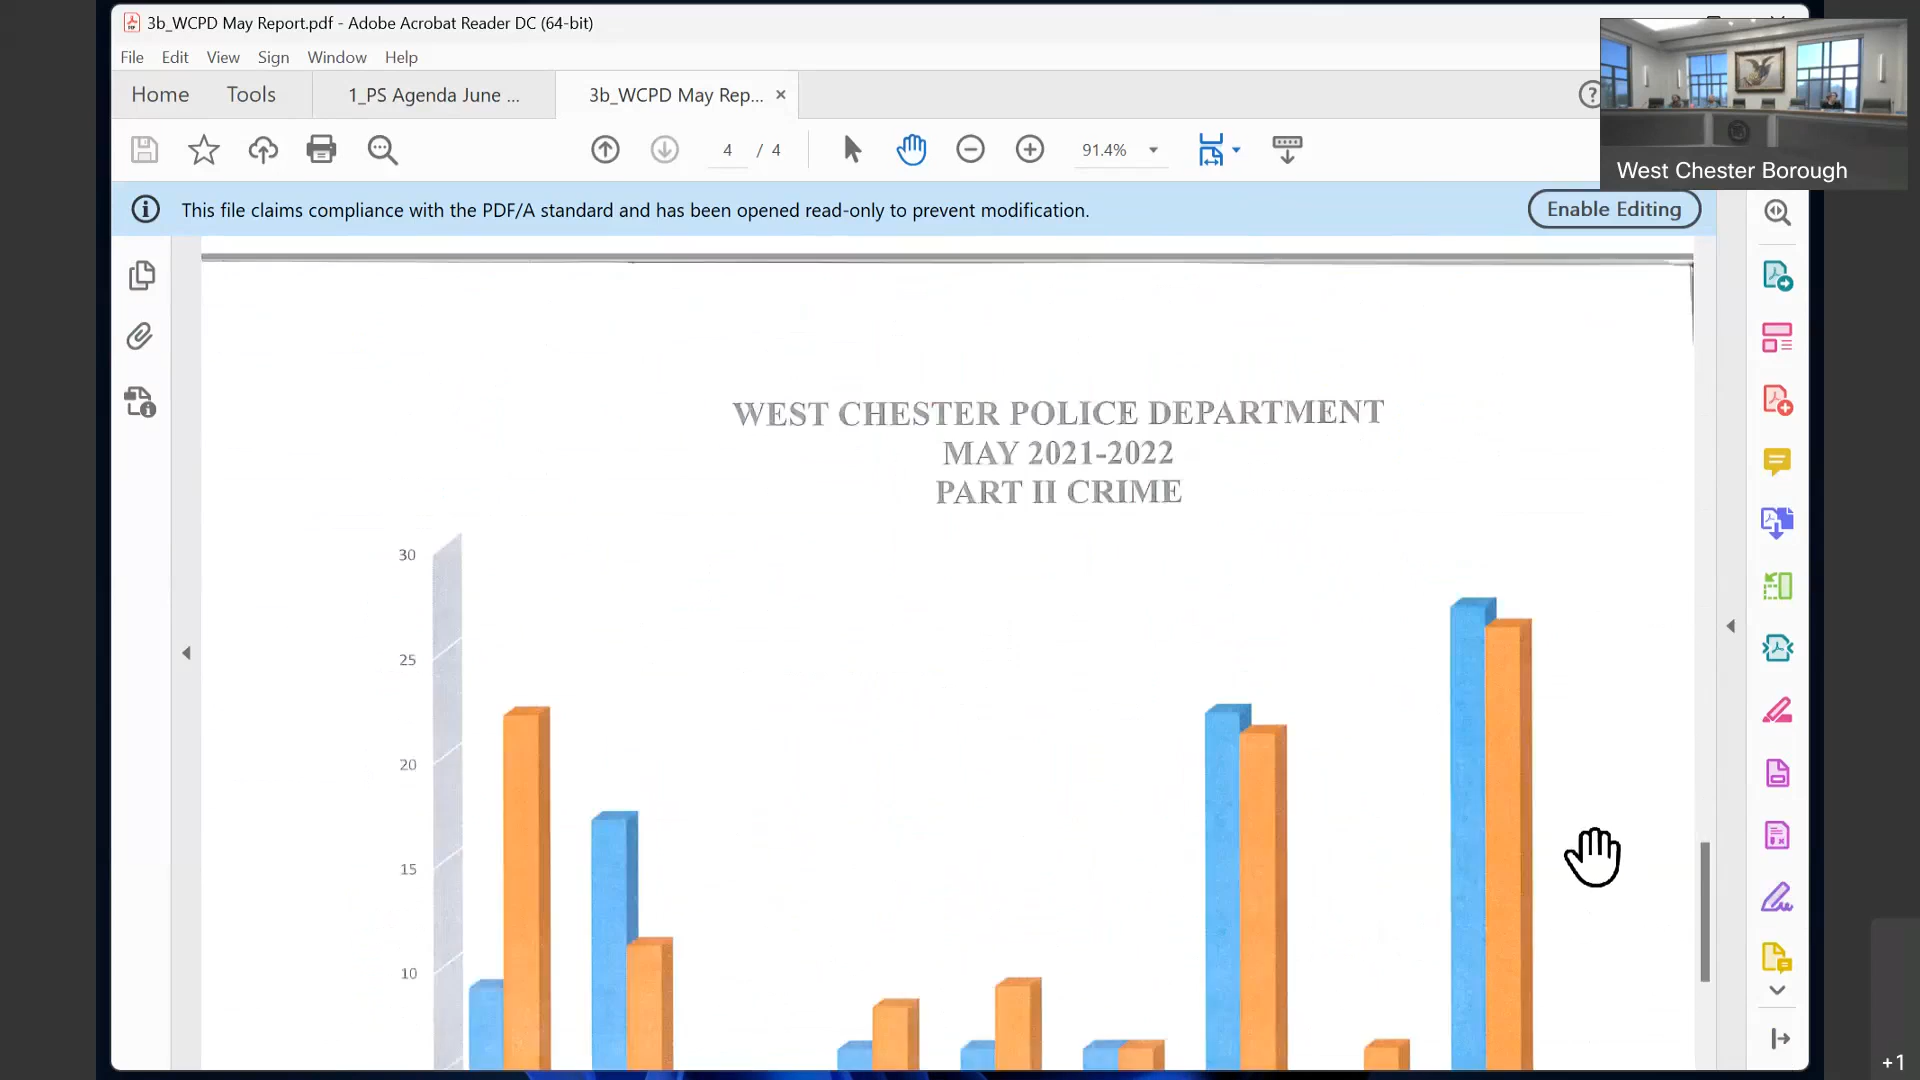 3b_WCPD May Report.pdf - Adobe Acrobat Reader DC (64-bit)
File Edit View Sign Window Help
Home Tools 1_PS Agenda June ... 3b_WCPD May Rep... ×
4 / 4 91.4%
West Chester Borough
This file claims compliance with the PDF/A standard and has been opened read-only to prevent modification.
Enable Editing
WEST CHESTER POLICE DEPARTMENT
MAY 2021-2022
PART II CRIME
30
25
20
15
10
+1